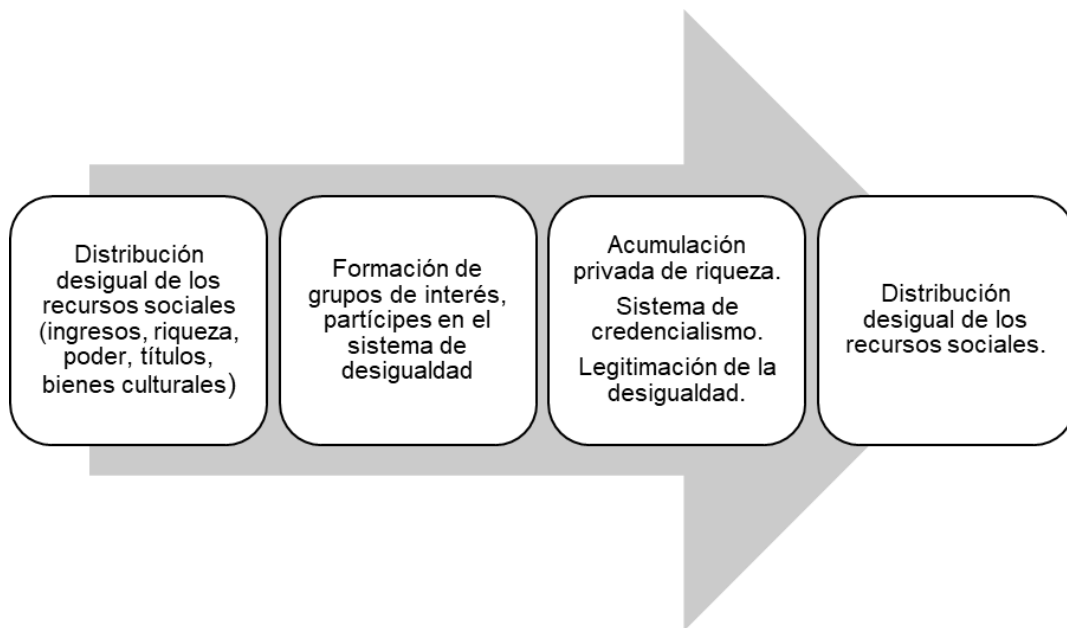 Distribución
desigual de los
recursos sociales
(ingresos, riqueza,
poder, títulos,
bienes culturales)
Formación de
grupos de interés,
partícipes en el
sistema de
desigualdad
Acumulación
privada de riqueza.
Sistema de
credencialismo.
Legitimación de la
desigualdad.
Distribución
desigual de los
recursos sociales.